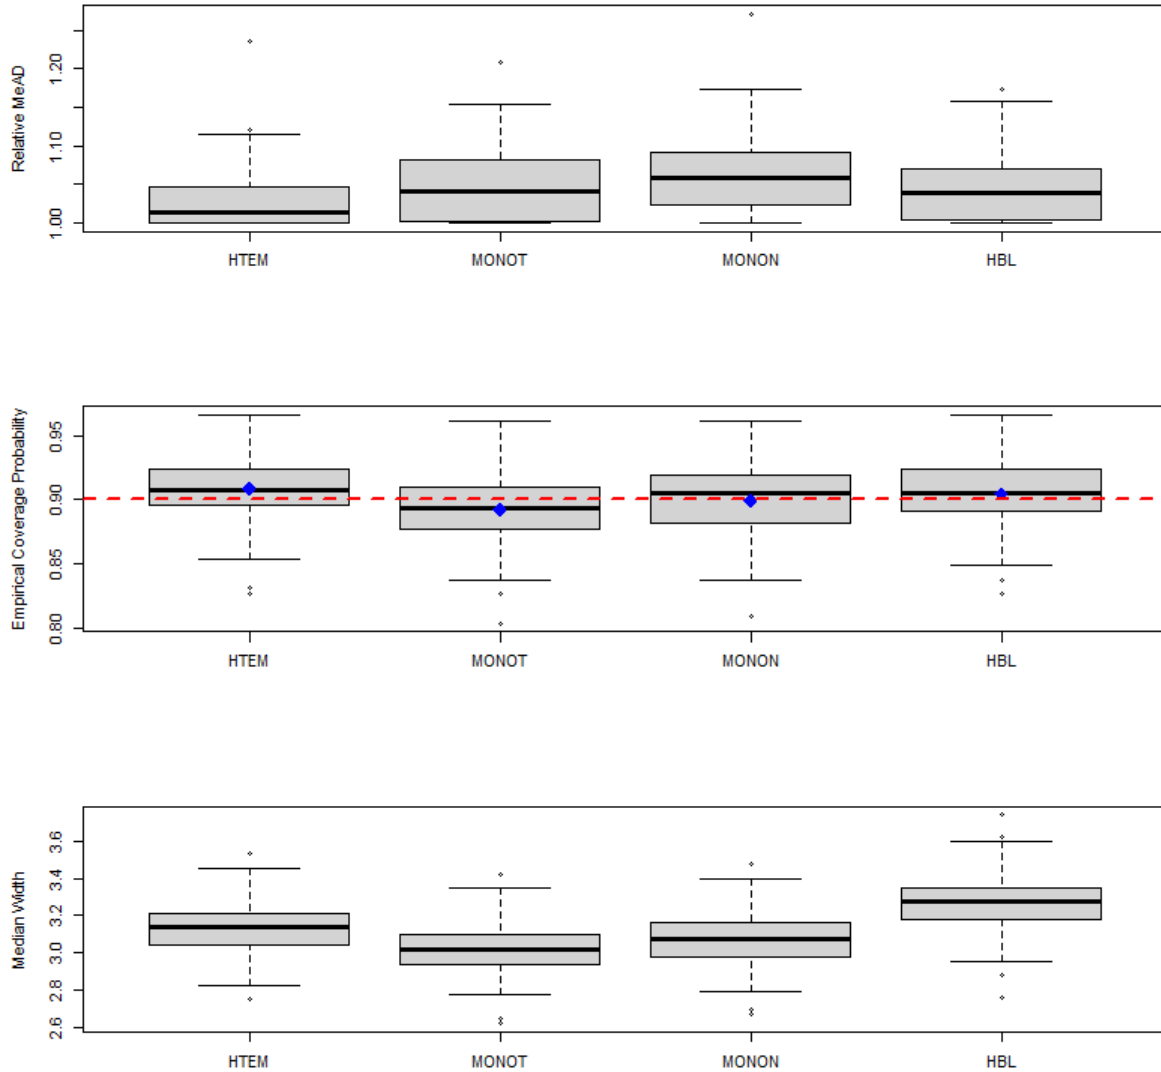 Relative MeAD
1.20
1.10
1.00
HTEM MONOT MONON HBL
Empirical Coverage Probability
0.95
0.90
0.85
0.80
HTEM MONOT MONON HBL
Median Width
3.6
3.4
3.2
3.0
2.8
2.6
HTEM MONOT MONON HBL